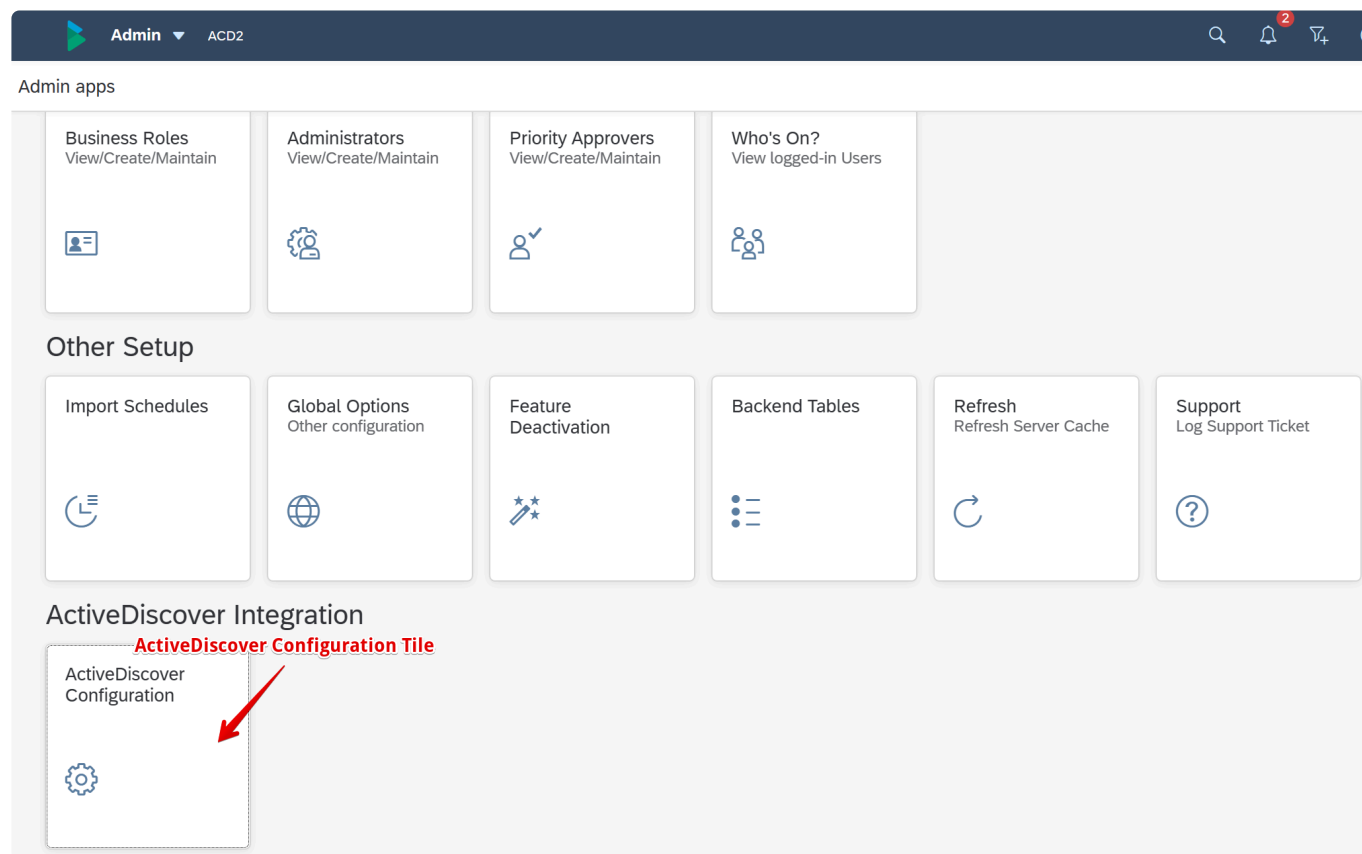 Admin
ACD2
2
Admin apps
Business Roles
View/Create/Maintain
Administrators
View/Create/Maintain
Priority Approvers
View/Create/Maintain
Who's On?
View logged-in Users
Other Setup
Import Schedules
Global Options
Other configuration
Feature
Deactivation
Backend Tables
Refresh
Refresh Server Cache
Support
Log Support Ticket
ActiveDiscover Integration
ActiveDiscover Configuration Tile
ActiveDiscover
Configuration